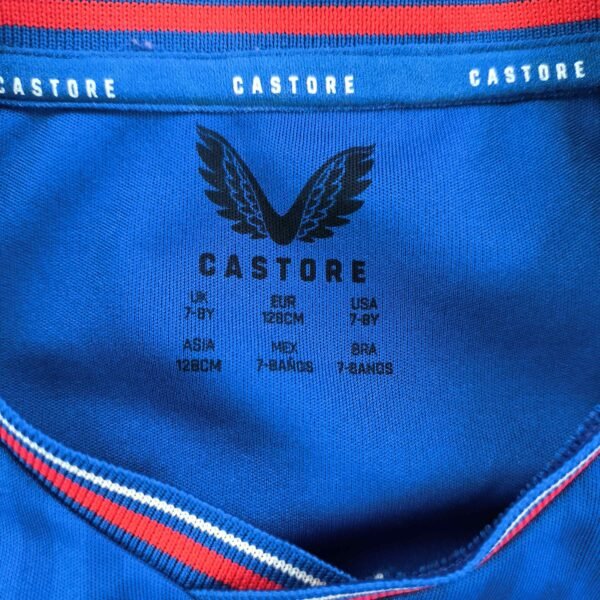 CASTORE CASTORE CASTORE
CASTORE
UK EUR USA
7-8Y 128CM 7-8Y
ASIA MEX BRA
128CM 7-8AÑOS 7-8ANOS